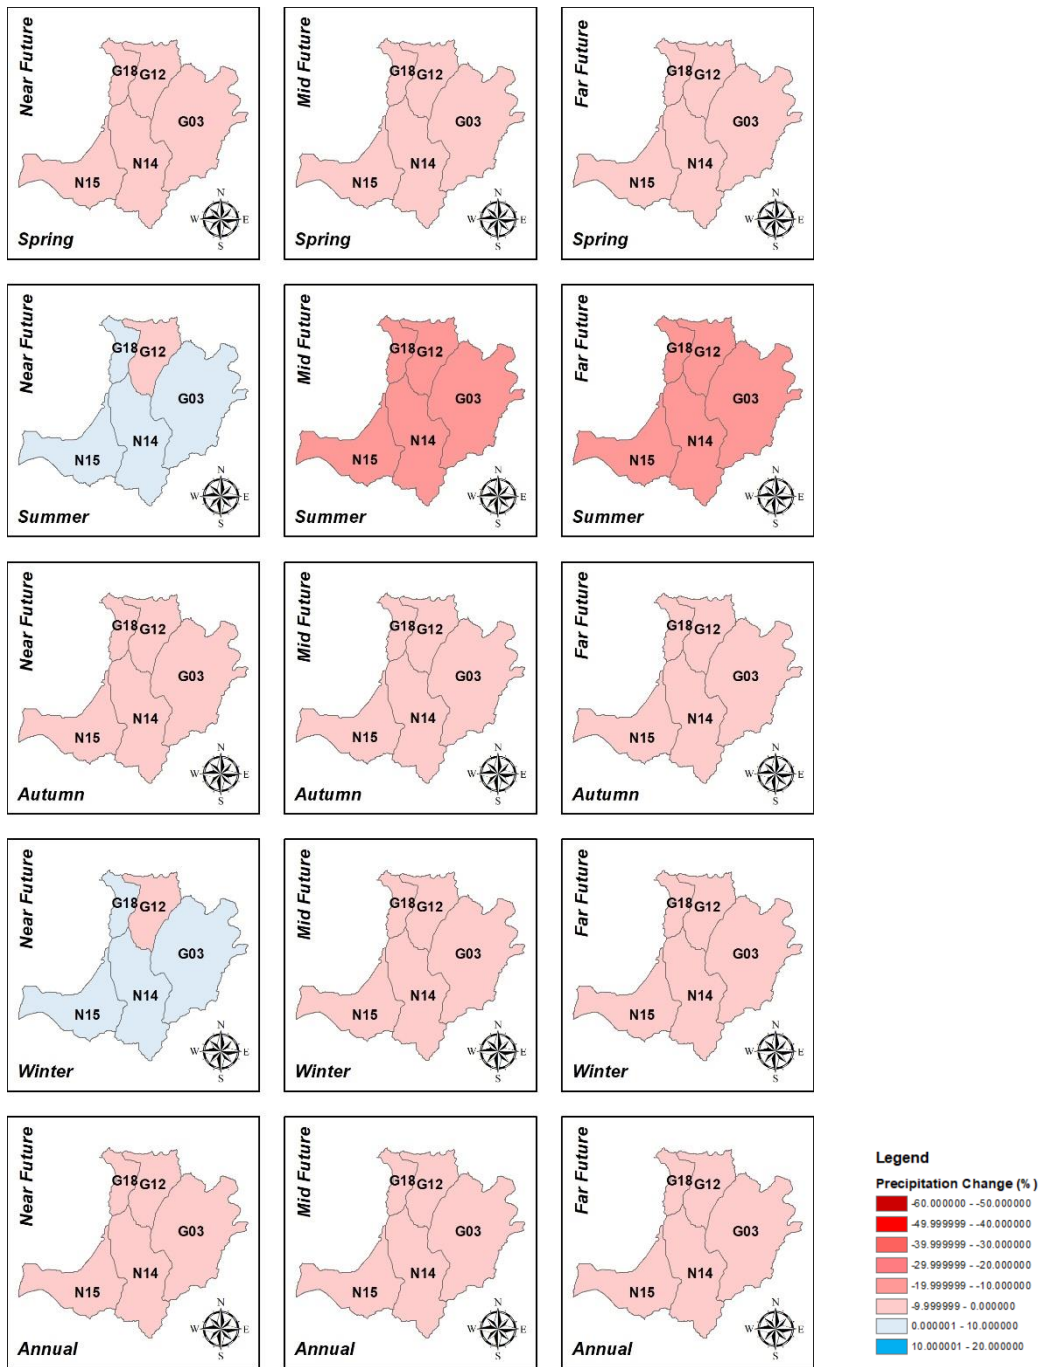 Near Future
G18
G12
G03
N14
N15
N
W
E
S
Spring
Mid Future
G18
G12
G03
N14
N15
N
W
E
S
Spring
Far Future
G18
G12
G03
N14
N15
N
W
E
S
Spring
Near Future
G18
G12
G03
N14
N15
N
W
E
S
Summer
Mid Future
G18
G12
G03
N14
N15
N
W
E
S
Summer
Far Future
G18
G12
G03
N14
N15
N
W
E
S
Summer
Near Future
G18
G12
G03
N14
N15
N
W
E
S
Autumn
Mid Future
G18
G12
G03
N14
N15
N
W
E
S
Autumn
Far Future
G18
G12
G03
N14
N15
N
W
E
S
Autumn
Near Future
G18
G12
G03
N14
N15
N
W
E
S
Winter
Mid Future
G18
G12
G03
N14
N15
N
W
E
S
Winter
Far Future
G18
G12
G03
N14
N15
N
W
E
S
Winter
Near Future
G18
G12
G03
N14
N15
N
W
E
S
Annual
Mid Future
G18
G12
G03
N14
N15
N
W
E
S
Annual
Far Future
G18
G12
G03
N14
N15
N
W
E
S
Annual
Legend
Precipitation Change (%)
-60.000000 - -50.000000
-49.999999 - -40.000000
-39.999999 - -30.000000
-29.999999 - -20.000000
-19.999999 - -10.000000
-9.999999 - 0.000000
0.000001 - 10.000000
10.000001 - 20.000000